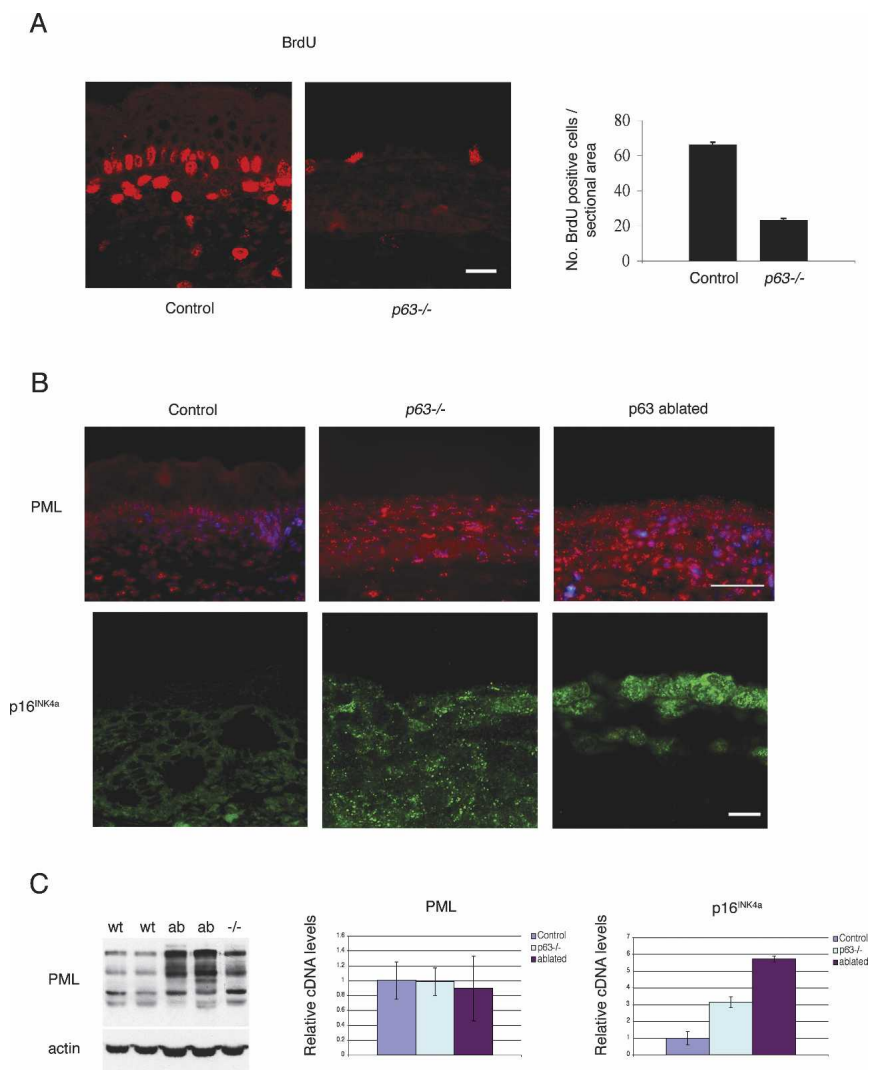 A
BrdU
Control
p63-/-
No. BrdU positive cells /
sectional area
80
60
40
20
0
Control
p63-/-
B
Control
p63-/-
p63 ablated
PML
p16INK4a
C
wt wt ab ab -/-
PML
actin
PML
Relative cDNA levels
1.6
1.4
1.2
1
0.8
0.6
0.4
0.2
0
Control
p63-/-
ablated
p16INK4a
Relative cDNA levels
7
6
5
4
3
2
1
0
Control
p63-/-
ablated